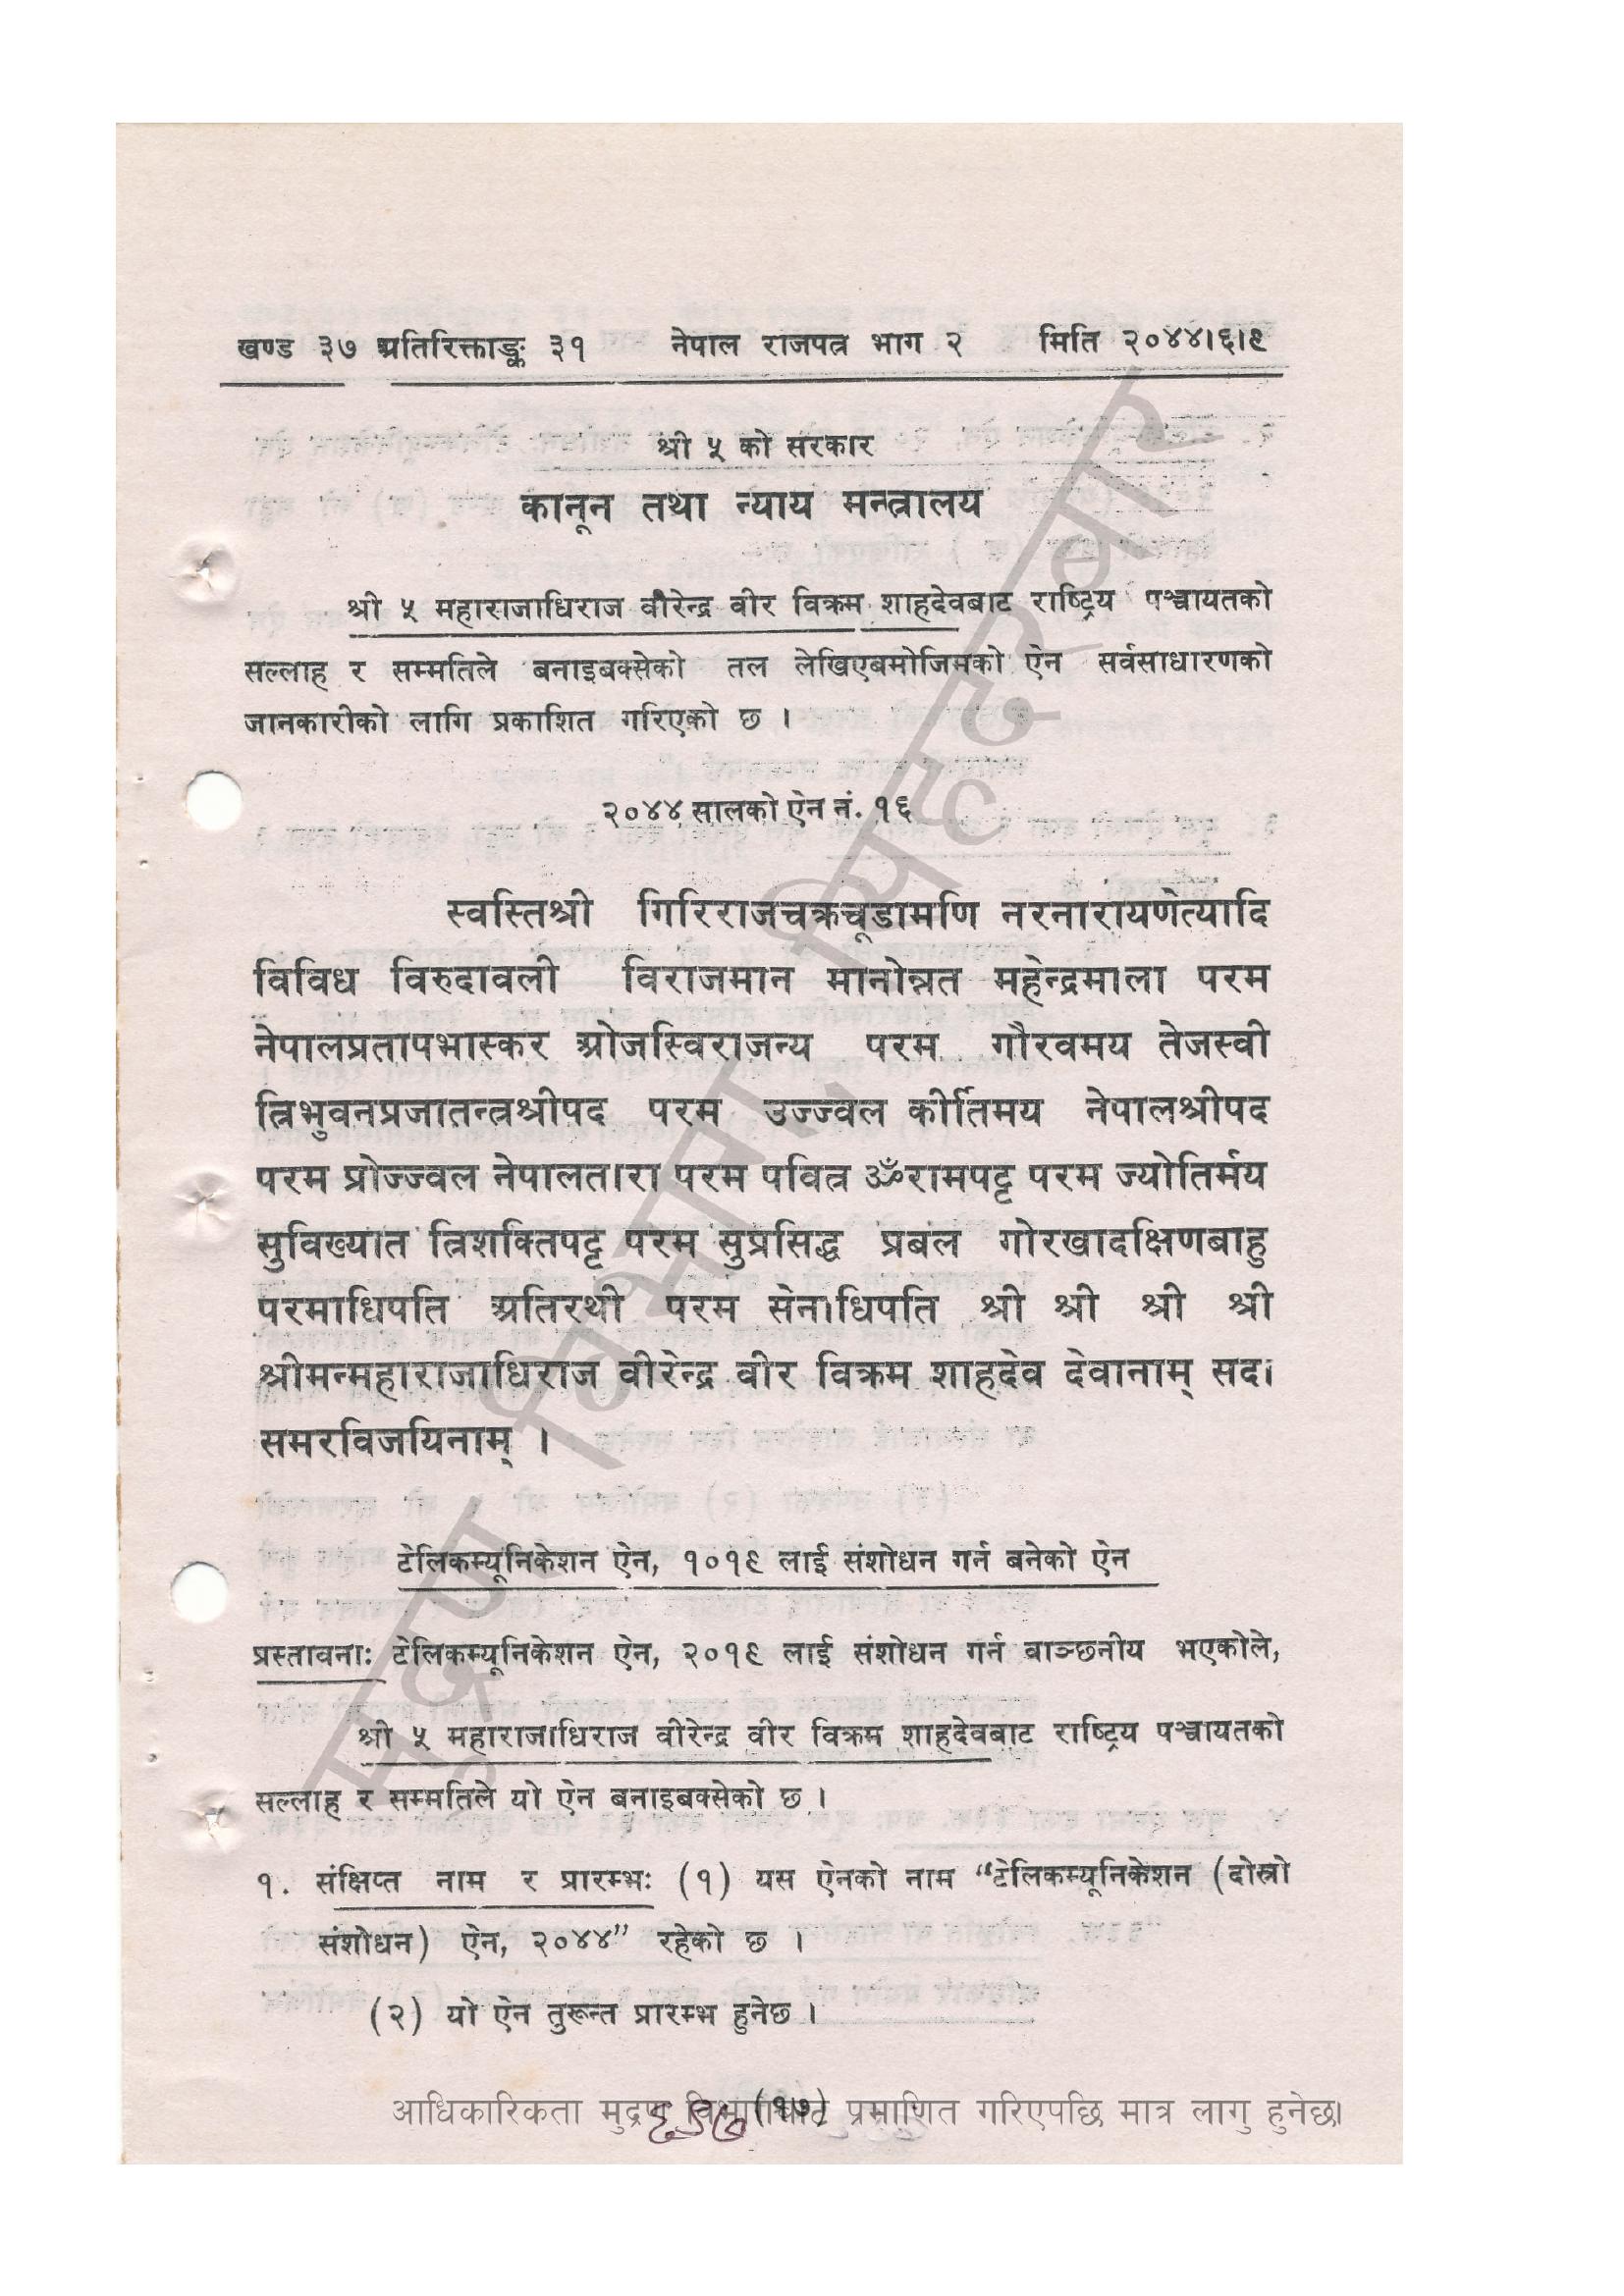 खण्ड ३७ अतिरिक्ताङ्क ३१ नेपाल राजपत्र भाग २ मिति २०४४।६।९
श्री ५ को सरकार
कानून तथा न्याय मन्त्रालय
श्री ५ महाराजाधिराज वीरेन्द्र वीर विक्रम शाहदेवबाट राष्ट्रिय पञ्चायतको
सल्लाह र सम्मतिले बनाइबक्सेको तल लेखिएबमोजिमको ऐन सर्वसाधारणको
जानकारीको लागि प्रकाशित गरिएको छ ।
२०४४ सालको ऐन नं. १६
स्वस्तिश्री गिरिराजचक्रचूडामणि नरनारायणेत्यादि
विविध विरुदावली विराजमान मानोन्नत महेन्द्रमाला परम
नेपालप्रतापभास्कर ओजस्विराजन्य परम गौरवमय तेजस्वी
त्रिभुवनप्रजातन्त्रश्रीपद परम उज्ज्वल कीर्तिमय नेपालश्रीपद
परम प्रोज्ज्वल नेपालतारा परम पवित्र ॐरामपट्ट परम ज्योतिर्मय
सुविख्यात त्रिशक्तिपट्ट परम सुप्रसिद्ध प्रबल गोरखादक्षिणबाहु
परमाधिपति अतिरथी परम सेनाधिपति श्री श्री श्री श्री
श्रीमन्महाराजाधिराज वीरेन्द्र वीर विक्रम शाहदेव देवानाम् सदा
समरविजयिनाम् ।
टेलिकम्यूनिकेशन ऐन, १०१९ लाई संशोधन गर्न बनेको ऐन
प्रस्तावनाः टेलिकम्यूनिकेशन ऐन, २०१९ लाई संशोधन गर्न वाञ्छनीय भएकोले,
श्री ५ महाराजाधिराज वीरेन्द्र वीर विक्रम शाहदेवबाट राष्ट्रिय पञ्चायतको
सल्लाह र सम्मतिले यो ऐन बनाइबक्सेको छ ।
१. संक्षिप्त नाम र प्रारम्भः (१) यस ऐनको नाम “टेलिकम्यूनिकेशन (दोस्रो
संशोधन) ऐन, २०४४” रहेको छ ।
(२) यो ऐन तुरून्त प्रारम्भ हुनेछ ।
(१७)
आधिकारिकता मुद्रण विभागबाट प्रमाणित गरिएपछि मात्र लागु हुनेछ।
मुद्रण विभाग, सिंहदरबार